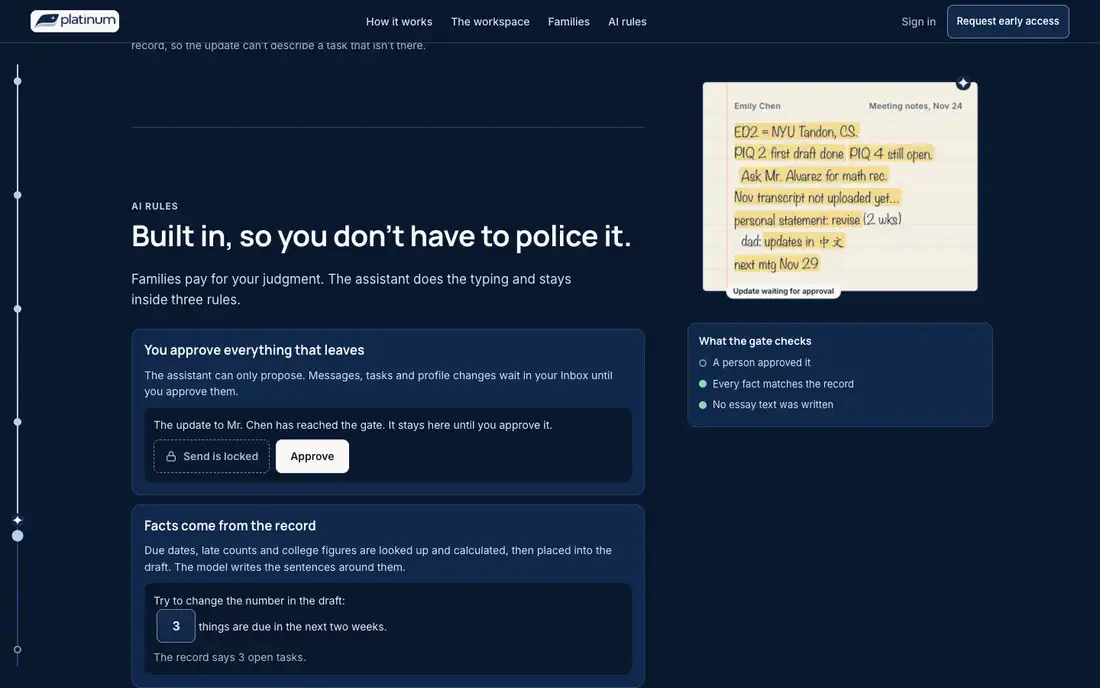 platinum
How it works
The workspace
Families
AI rules
Sign in
Request early access
record, so the update can't describe a task that isn't there.
AI RULES
Built in, so you don't have to police it.
Families pay for your judgment. The assistant does the typing and stays
inside three rules.
You approve everything that leaves
The assistant can only propose. Messages, tasks and profile changes wait in your Inbox until
you approve them.
The update to Mr. Chen has reached the gate. It stays here until you approve it.
Send is locked
Approve
Facts come from the record
Due dates, late counts and college figures are looked up and calculated, then placed into the
draft. The model writes the sentences around them.
Try to change the number in the draft:
3 things are due in the next two weeks.
The record says 3 open tasks.
Emily Chen
Meeting notes, Nov 24
ED2 = NYU Tandon, CS.
PIQ 2 first draft done PIQ 4 still open.
Ask Mr. Alvarez for math rec.
Nov transcript not uploaded yet...
personal statement: revise (2 wks)
dad: updates in 中文
next mtg Nov 29
Update waiting for approval
What the gate checks
A person approved it
Every fact matches the record
No essay text was written